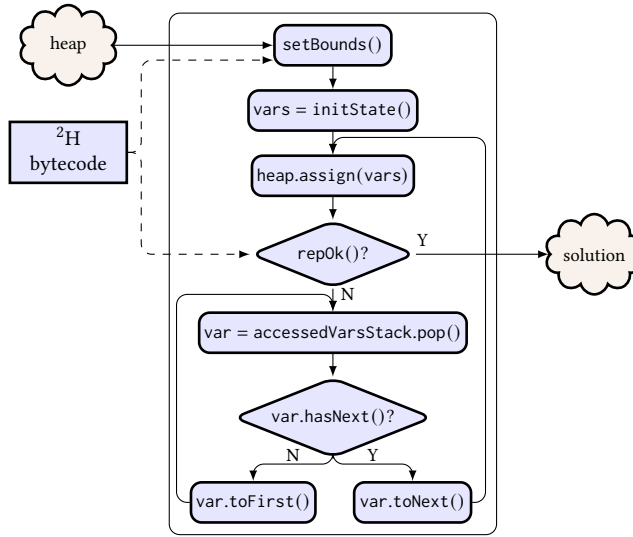 heap
setBounds()
vars = initState()
²H
bytecode
heap.assign(vars)
repOk()?
Y
solution
N
var = accessedVarsStack.pop()
var.hasNext()?
N
Y
var.toFirst()
var.toNext()